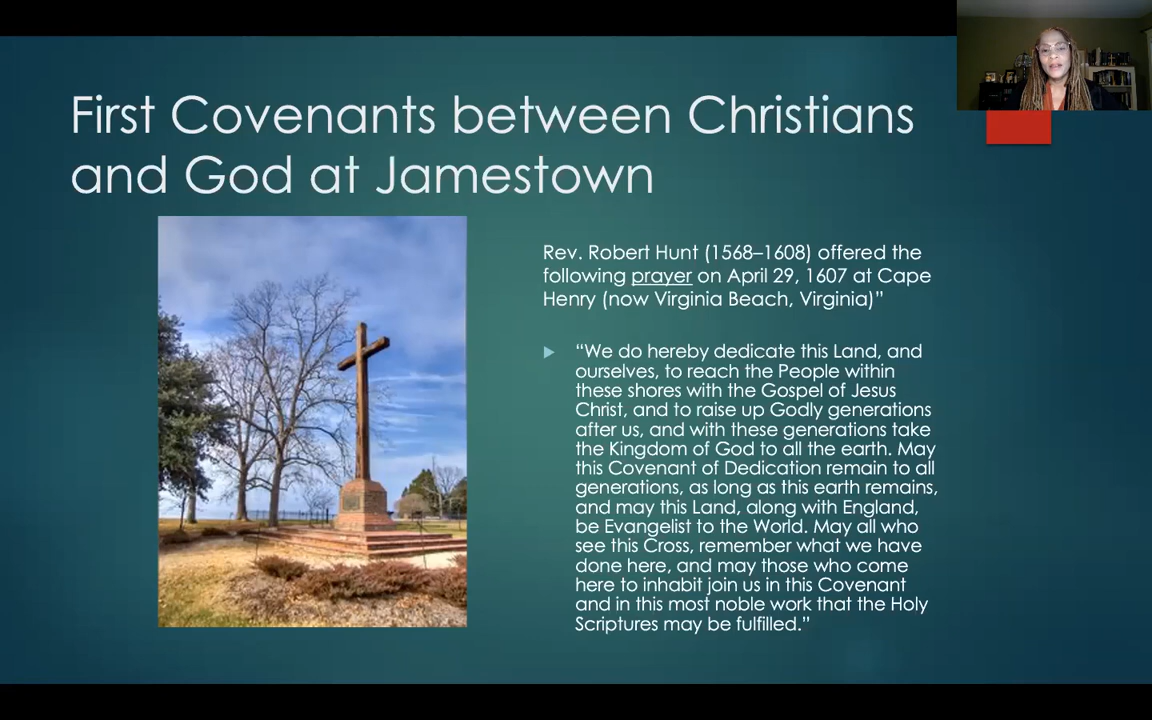 First Covenants between Christians
and God at Jamestown
Rev. Robert Hunt (1568–1608) offered the
following prayer on April 29, 1607 at Cape
Henry (now Virginia Beach, Virginia)”
“We do hereby dedicate this Land, and
ourselves, to reach the People within
these shores with the Gospel of Jesus
Christ, and to raise up Godly generations
after us, and with these generations take
the Kingdom of God to all the earth. May
this Covenant of Dedication remain to all
generations, as long as this earth remains,
and may this Land, along with England,
be Evangelist to the World. May all who
see this Cross, remember what we have
done here, and may those who come
here to inhabit join us in this Covenant
and in this most noble work that the Holy
Scriptures may be fulfilled.”